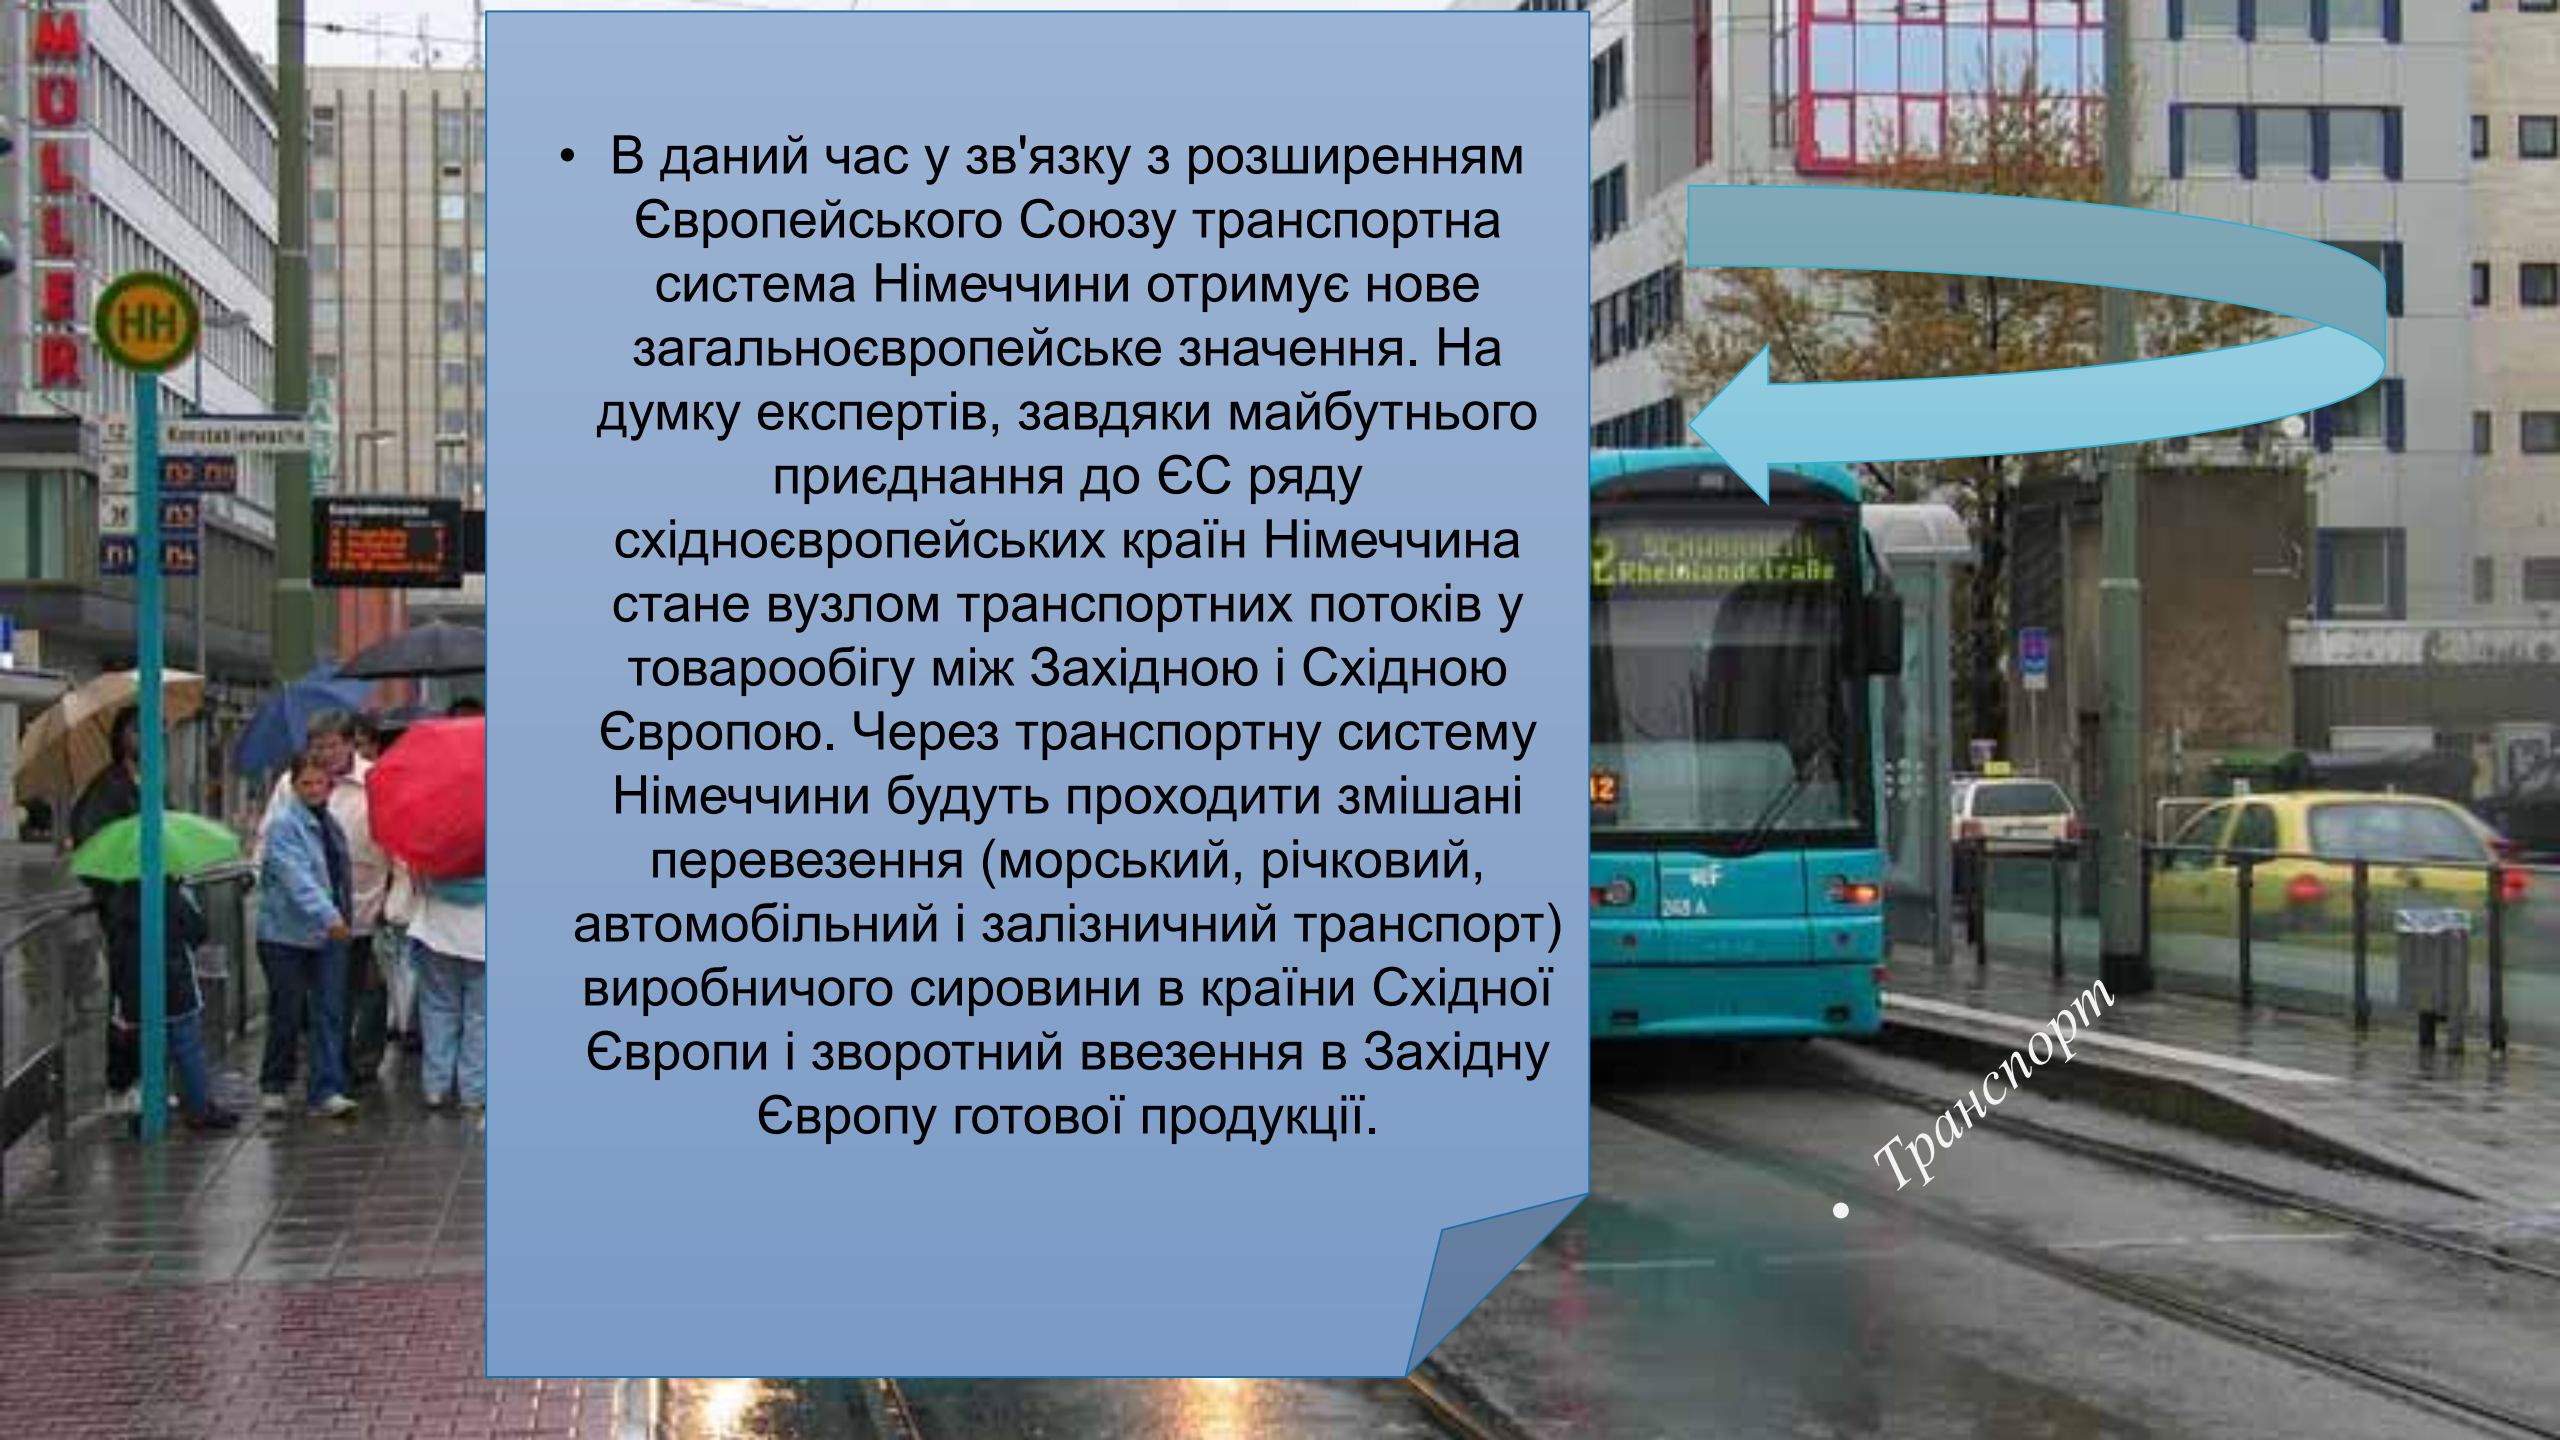 MÜLLER
HH
Konstablerwache
• В даний час у зв'язку з розширенням
Європейського Союзу транспортна
система Німеччини отримує нове
загальноєвропейське значення. На
думку експертів, завдяки майбутнього
приєднання до ЄС ряду
східноєвропейських країн Німеччина
стане вузлом транспортних потоків у
товарообігу між Західною і Східною
Європою. Через транспортну систему
Німеччини будуть проходити змішані
перевезення (морський, річковий,
автомобільний і залізничний транспорт)
виробничого сировини в країни Східної
Європи і зворотний ввезення в Західну
Європу готової продукції.
Rheinlandstraße
12
• Транспорт